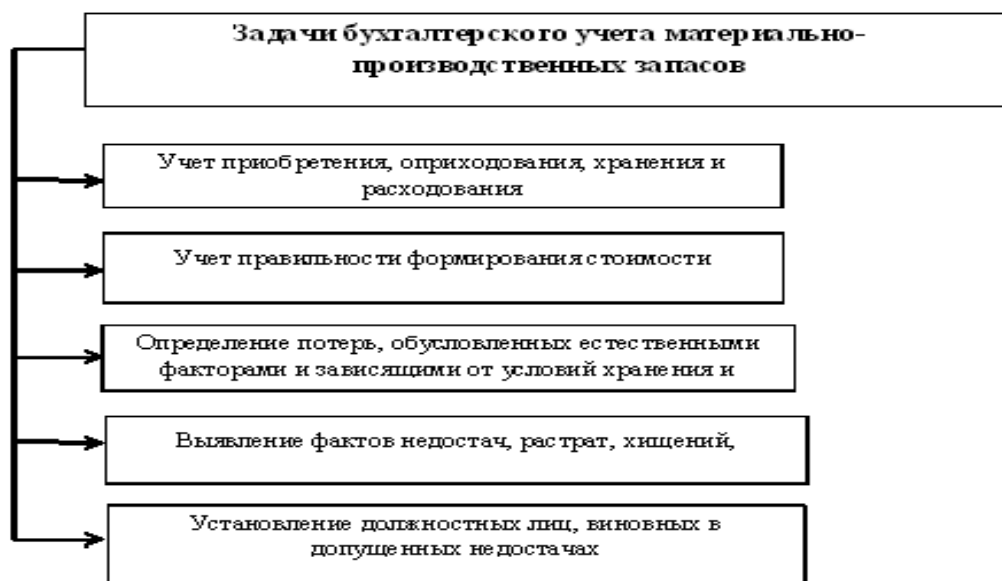 Задачи бухгалтерского учета материально-
производственных запасов
Учет приобретения, оприходования, хранения и
расходования
Учет правильности формирования стоимости
Определение потерь, обусловленных естественными
факторами и зависящими от условий хранения и
Выявление фактов недостач, растрат, хищений,
Установление должностных лиц, виновных в
допущенных недостачах